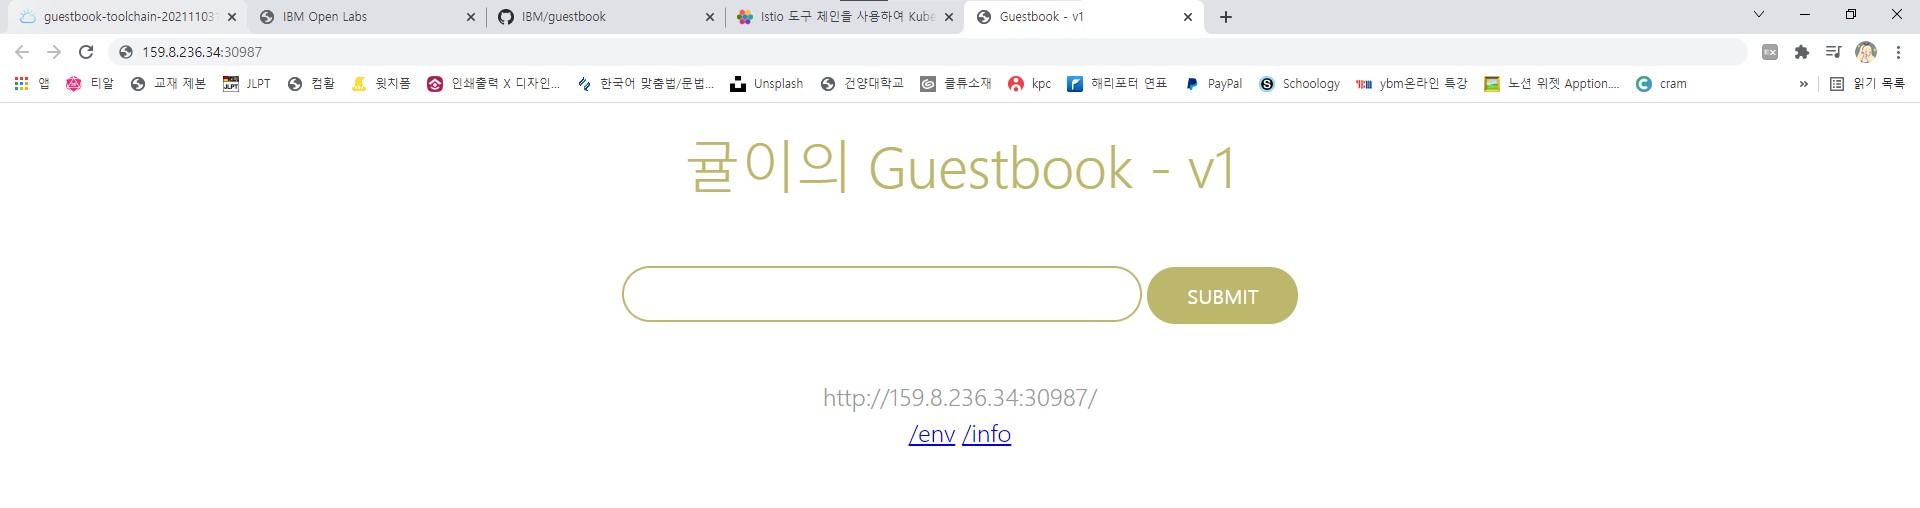 guestbook-toolchain-20211103
IBM Open Labs
IBM/guestbook
Istio 도구 체인을 사용하여 Kube
Guestbook - v1
159.8.236.34:30987
앱
티알
교재 제본
JLPT
컴활
윗치폼
인쇄출력 X 디자인...
한국어 맞춤법/문법...
Unsplash
건양대학교
클튜소재
kpc
해리포터 연표
PayPal
Schoology
ybm온라인 특강
노션 위젯 Apption....
cram
»
읽기 목록
귤이의 Guestbook - v1
SUBMIT
http://159.8.236.34:30987/
/env /info